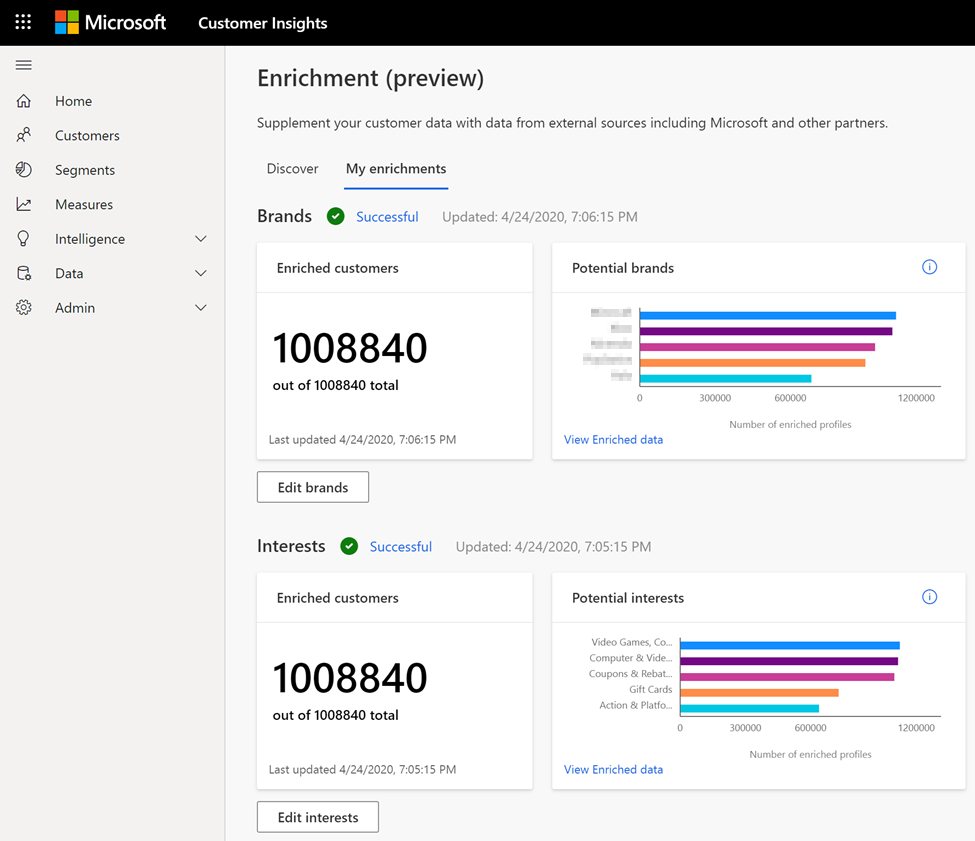 Microsoft Customer Insights
Home
Customers
Segments
Measures
Intelligence
Data
Admin
Enrichment (preview)
Supplement your customer data with data from external sources including Microsoft and other partners.
Discover My enrichments
Brands Successful Updated: 4/24/2020, 7:06:15 PM
Enriched customers
1008840
out of 1008840 total
Last updated 4/24/2020, 7:06:15 PM
Potential brands
0 300000 600000 1200000
Number of enriched profiles
View Enriched data
Edit brands
Interests Successful Updated: 4/24/2020, 7:05:15 PM
Enriched customers
1008840
out of 1008840 total
Last updated 4/24/2020, 7:05:15 PM
Potential interests
Video Games, Co...
Computer & Vide...
Coupons & Rebat...
Gift Cards
Action & Platfo...
0 300000 600000 1200000
Number of enriched profiles
View Enriched data
Edit interests